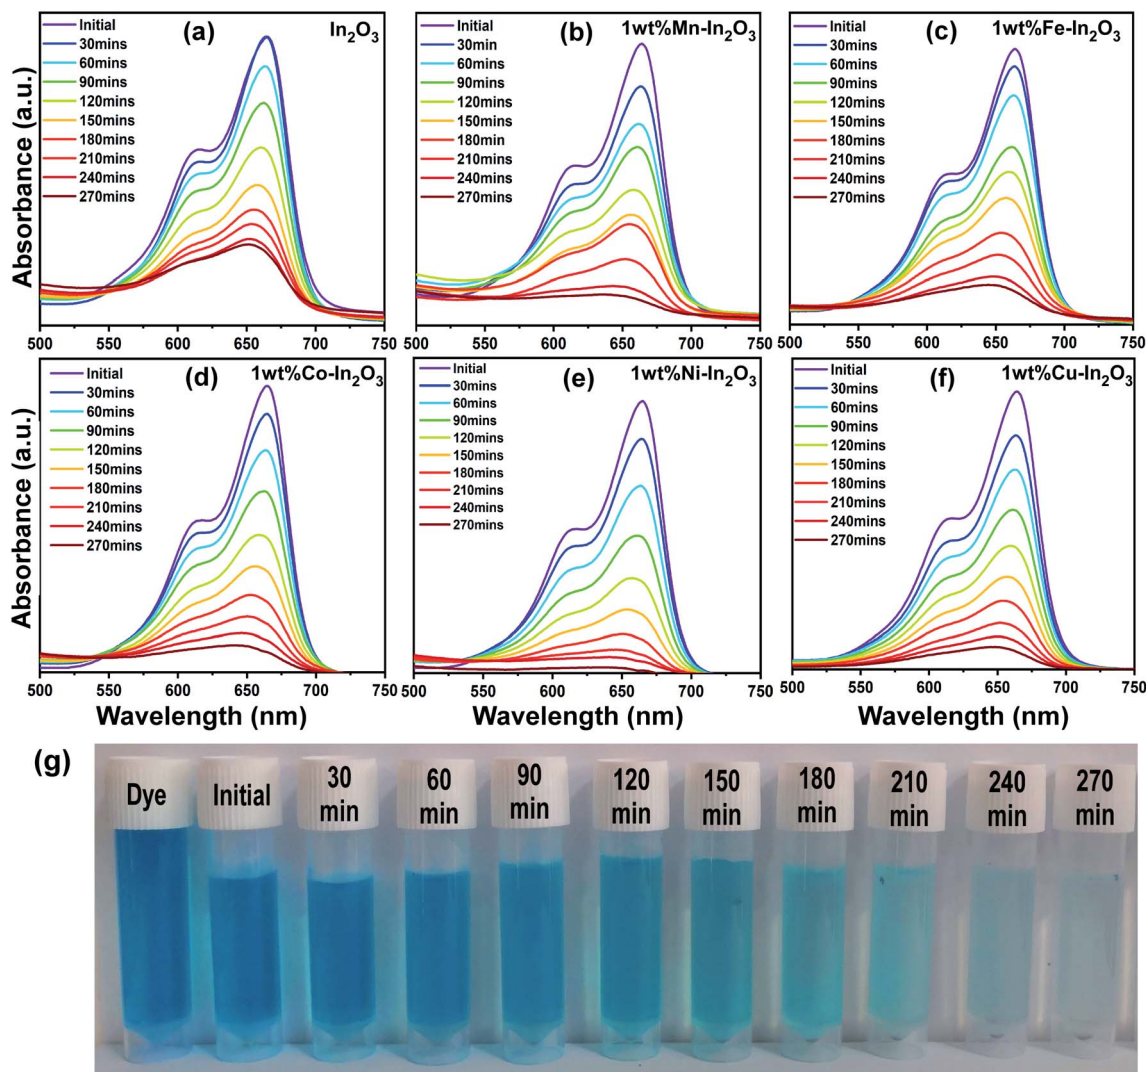 (a)
In₂O₃
Initial
30mins
60mins
90mins
120mins
150mins
180mins
210mins
240mins
270mins
Absorbance (a.u.)
500 550 600 650 700 750
(b)
1wt%Mn-In₂O₃
Initial
30min
60mins
90mins
120mins
150mins
180min
210mins
240mins
270mins
500 550 600 650 700 750
(c)
1wt%Fe-In₂O₃
Initial
30mins
60mins
90mins
120mins
150mins
180mins
210mins
240mins
270mins
500 550 600 650 700 750
(d)
1wt%Co-In₂O₃
Initial
30mins
60mins
90mins
120mins
150mins
180mins
210mins
240mins
270mins
Absorbance (a.u.)
500 550 600 650 700 750
Wavelength (nm)
(e)
1wt%Ni-In₂O₃
Initial
30mins
60mins
90mins
120mins
150mins
180mins
210mins
240mins
270mins
500 550 600 650 700 750
Wavelength (nm)
(f)
1wt%Cu-In₂O₃
Initial
30mins
60mins
90mins
120mins
150mins
180mins
210mins
240mins
270mins
500 550 600 650 700 750
Wavelength (nm)
(g)
Dye
Initial
30
min
60
min
90
min
120
min
150
min
180
min
210
min
240
min
270
min